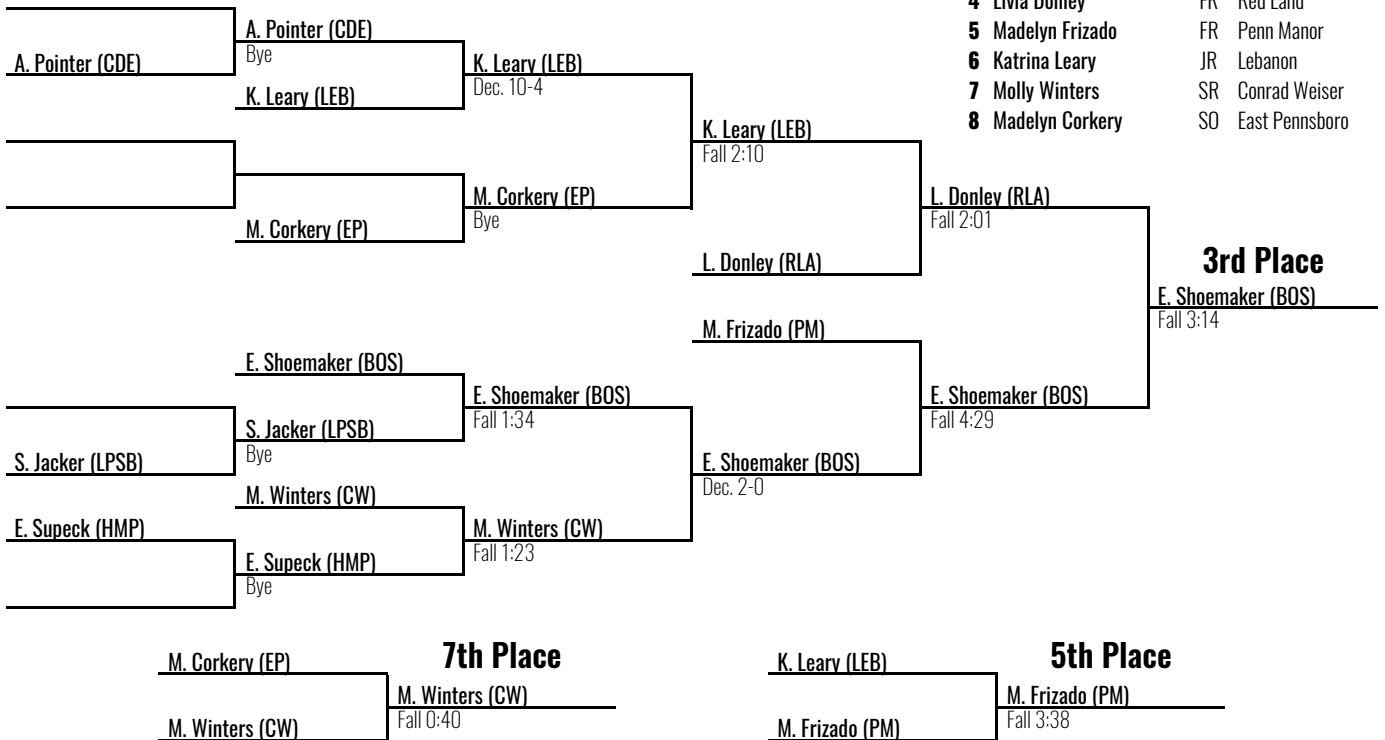 4 Livia Donley FR Red Land
A. Pointer (CDE)
5 Madelyn Frizado FR Penn Manor
Bye
A. Pointer (CDE)
K. Leary (LEB)
6 Katrina Leary JR Lebanon
Dec. 10-4
K. Leary (LEB)
7 Molly Winters SR Conrad Weiser
8 Madelyn Corkery SO East Pennsboro
K. Leary (LEB)
Fall 2:10
M. Corkery (EP)
L. Donley (RLA)
Bye
Fall 2:01
M. Corkery (EP)
L. Donley (RLA)
3rd Place
E. Shoemaker (BOS)
Fall 3:14
M. Frizado (PM)
E. Shoemaker (BOS)
E. Shoemaker (BOS)
E. Shoemaker (BOS)
Fall 1:34
Fall 4:29
S. Jacker (LPSB)
Bye
S. Jacker (LPSB)
E. Shoemaker (BOS)
Dec. 2-0
M. Winters (CW)
E. Supeck (HMP)
M. Winters (CW)
Fall 1:23
E. Supeck (HMP)
Bye
7th Place
M. Corkery (EP)
M. Winters (CW)
Fall 0:40
M. Winters (CW)
5th Place
K. Leary (LEB)
M. Frizado (PM)
Fall 3:38
M. Frizado (PM)